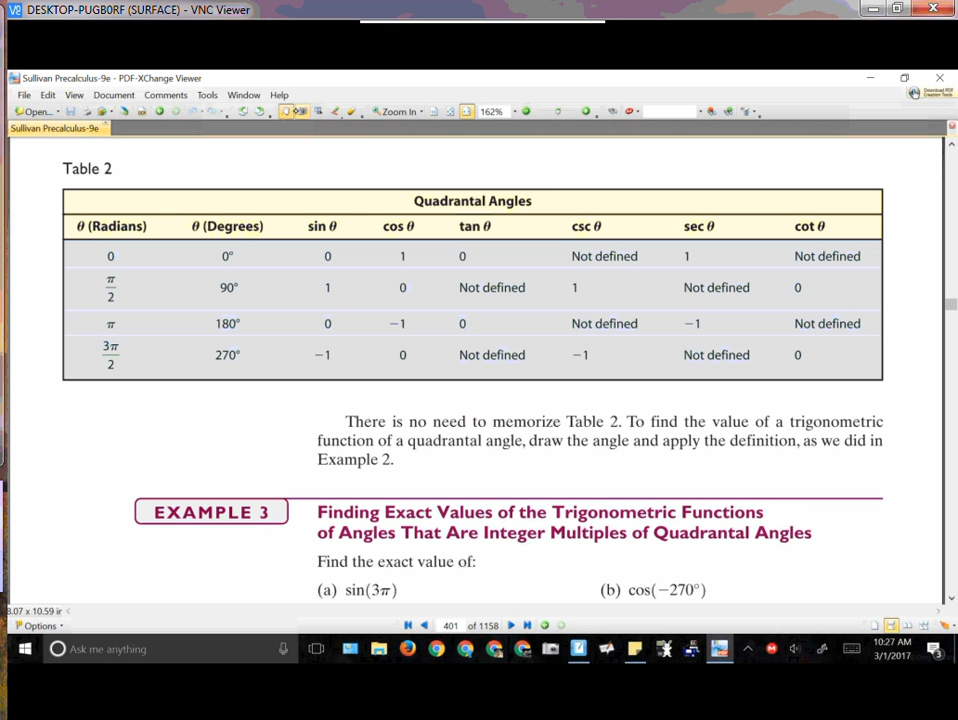 DESKTOP-PUGB0RF (SURFACE) - VNC Viewer
Sullivan Precalculus-9e - PDF-XChange Viewer
File Edit View Document Comments Tools Window Help
Open... Zoom In 162%
Sullivan Precalculus-9e
Table 2
Quadrantal Angles
θ (Radians) θ (Degrees) sin θ cos θ tan θ csc θ sec θ cot θ
0 0° 0 1 0 Not defined 1 Not defined
π/2 90° 1 0 Not defined 1 Not defined 0
π 180° 0 −1 0 Not defined −1 Not defined
3π/2 270° −1 0 Not defined −1 Not defined 0
There is no need to memorize Table 2. To find the value of a trigonometric
function of a quadrantal angle, draw the angle and apply the definition, as we did in
Example 2.
EXAMPLE 3 Finding Exact Values of the Trigonometric Functions
of Angles That Are Integer Multiples of Quadrantal Angles
Find the exact value of:
(a) sin(3π) (b) cos(−270°)
8.07 x 10.59 in
Options 401 of 1158
Ask me anything
10:27 AM
3/1/2017
3